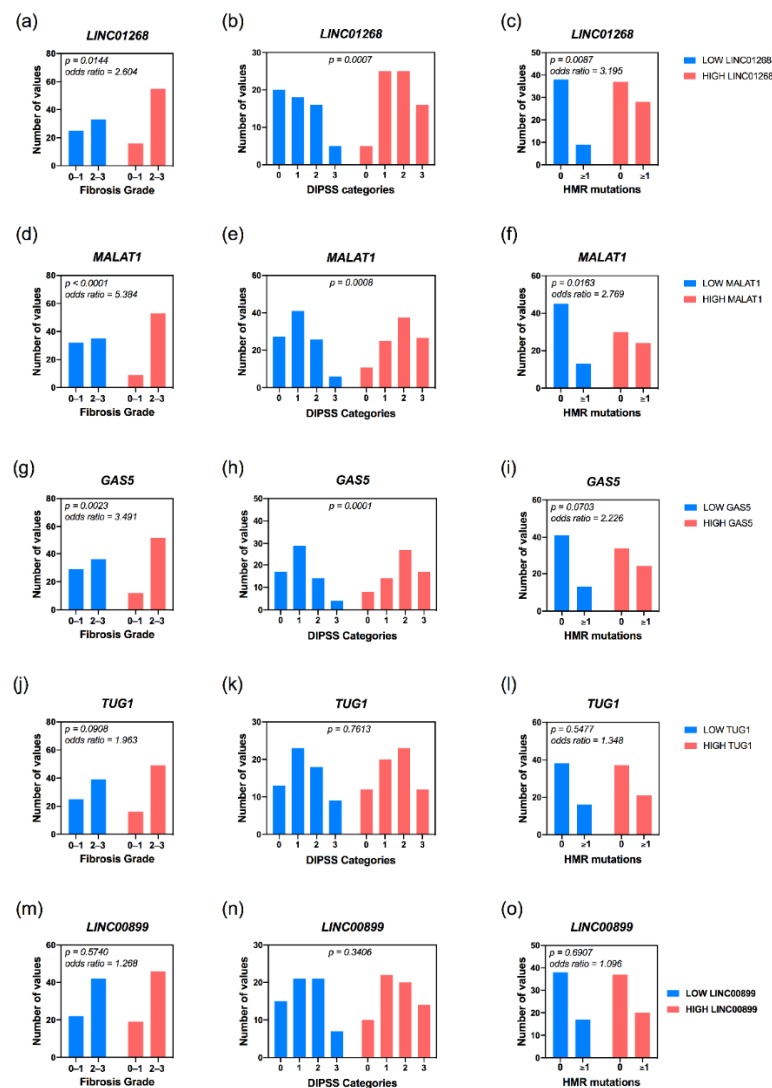 (a)
LINC01268
80
60
40
20
0
Number of values
p = 0.0144
odds ratio = 2.604
0–1 2–3 0–1 2–3
Fibrosis Grade
(b)
LINC01268
30
20
10
0
Number of values
p = 0.0007
0 1 2 3 0 1 2 3
DIPSS categories
(c)
LINC01268
50
40
30
20
10
0
Number of values
p = 0.0087
odds ratio = 3.195
0 ≥1 0 ≥1
HMR mutations
LOW LINC01268
HIGH LINC01268
(d)
MALAT1
80
60
40
20
0
Number of values
p < 0.0001
odds ratio = 5.384
0–1 2–3 0–1 2–3
Fibrosis Grade
(e)
MALAT1
60
40
20
0
Number of values
p = 0.0008
0 1 2 3 0 1 2 3
DIPSS Categories
(f)
MALAT1
60
40
20
0
Number of values
p = 0.0163
odds ratio = 2.769
0 ≥1 0 ≥1
HMR mutations
LOW MALAT1
HIGH MALAT1
(g)
GAS5
80
60
40
20
0
Number of values
p = 0.0023
odds ratio = 3.491
0–1 2–3 0–1 2–3
Fibrosis Grade
(h)
GAS5
50
40
30
20
10
0
Number of values
p = 0.0001
0 1 2 3 0 1 2 3
DIPSS Categories
(i)
GAS5
60
40
20
0
Number of values
p = 0.0703
odds ratio = 2.226
0 ≥1 0 ≥1
HMR mutations
LOW GAS5
HIGH GAS5
(j)
TUG1
80
60
40
20
0
Number of values
p = 0.0908
odds ratio = 1.963
0–1 2–3 0–1 2–3
Fibrosis Grade
(k)
TUG1
30
20
10
0
Number of values
p = 0.7613
0 1 2 3 0 1 2 3
DIPSS Categories
(l)
TUG1
60
40
20
0
Number of values
p = 0.5477
odds ratio = 1.348
0 ≥1 0 ≥1
HMR mutations
LOW TUG1
HIGH TUG1
(m)
LINC00899
60
40
20
0
Number of values
p = 0.5740
odds ratio = 1.268
0–1 2–3 0–1 2–3
Fibrosis Grade
(n)
LINC00899
30
20
10
0
Number of values
p = 0.3406
0 1 2 3 0 1 2 3
DIPSS Categories
(o)
LINC00899
50
40
30
20
10
0
Number of values
p = 0.6907
odds ratio = 1.096
0 ≥1 0 ≥1
HMR mutations
LOW LINC00899
HIGH LINC00899